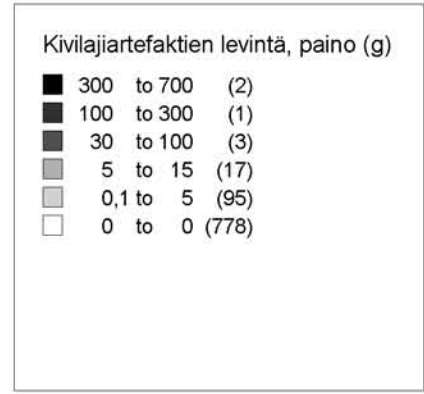 Kivilajiartefaktien levintä, paino (g)
300 to 700 (2)
100 to 300 (1)
30 to 100 (3)
5 to 15 (17)
0,1 to 5 (95)
0 to 0 (778)